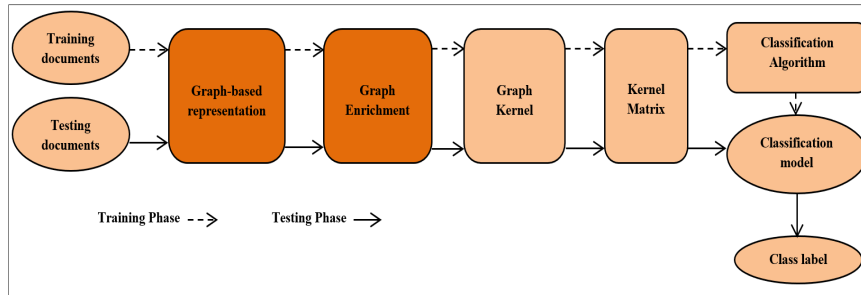 Training
documents
Testing
documents
Graph-based
representation
Graph
Enrichment
Graph
Kernel
Kernel
Matrix
Classification
Algorithm
Classification
model
Class label
Training Phase
Testing Phase